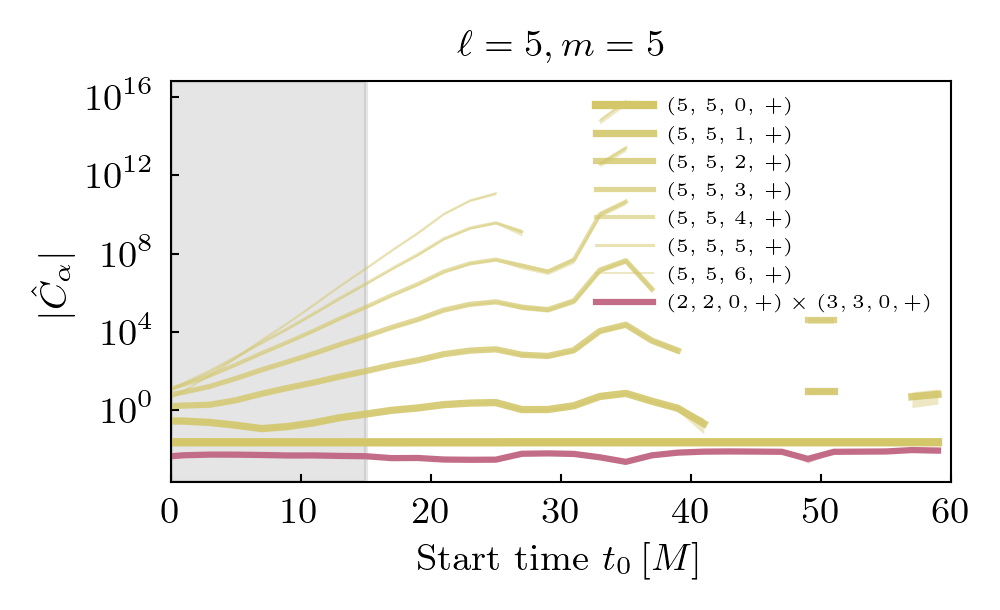 ℓ = 5, m = 5
10^16
10^12
10^8
10^4
10^0
|Ĉ_α|
(5, 5, 0, +)
(5, 5, 1, +)
(5, 5, 2, +)
(5, 5, 3, +)
(5, 5, 4, +)
(5, 5, 5, +)
(5, 5, 6, +)
(2, 2, 0, +) × (3, 3, 0, +)
0 10 20 30 40 50 60
Start time t_0 [M]